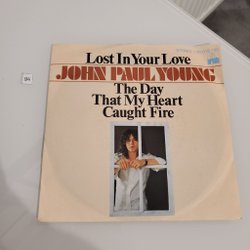 Lost In Your Love
JOHN PAUL YOUNG
The Day
That My Heart
Caught Fire